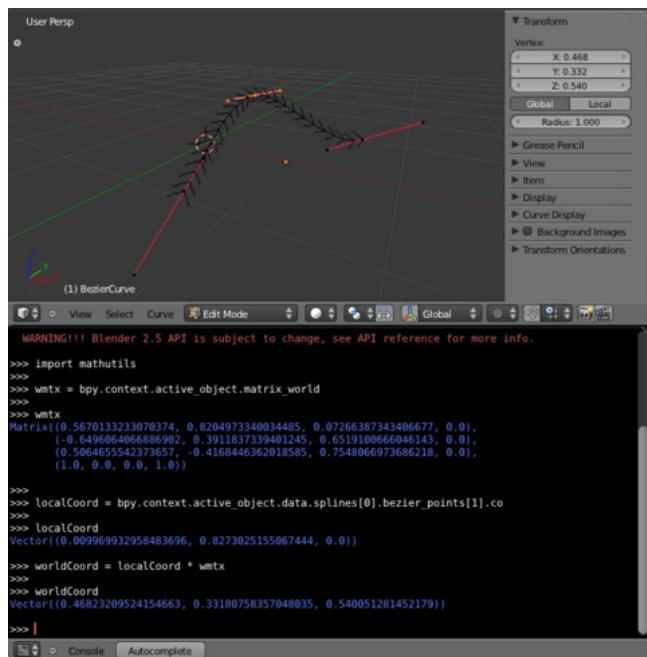 User Persp
Transform
Vertex:
X: 0.468
Y: 0.332
Z: 0.540
Global Local
Radius: 1.000
Grease Pencil
View
Item
Display
Curve Display
Background Images
Transform Orientations
y
(1) BezierCurve
View Select Curve Edit Mode Global
WARNING!!! Blender 2.5 API is subject to change, see API reference for more info.
>>>
>>> import mathutils
>>>
>>> wmtx = bpy.context.active_object.matrix_world
>>>
>>> wmtx
Matrix((0.5670133233070374, 0.8204973340034485, 0.07266387343406677, 0.0),
(-0.6496064066886902, 0.3911837339401245, 0.6519100666046143, 0.0),
(0.5064655542373657, -0.4168446362018585, 0.7548066973686218, 0.0),
(1.0, 0.0, 0.0, 1.0))
>>>
>>> localCoord = bpy.context.active_object.data.splines[0].bezier_points[1].co
>>>
>>> localCoord
Vector((0.009969932958483696, 0.8273025155067444, 0.0))
>>> worldCoord = localCoord * wmtx
>>>
>>> worldCoord
Vector((0.46823209524154663, 0.33180758357048035, 0.540051281452179))
>>>
Console Autocomplete